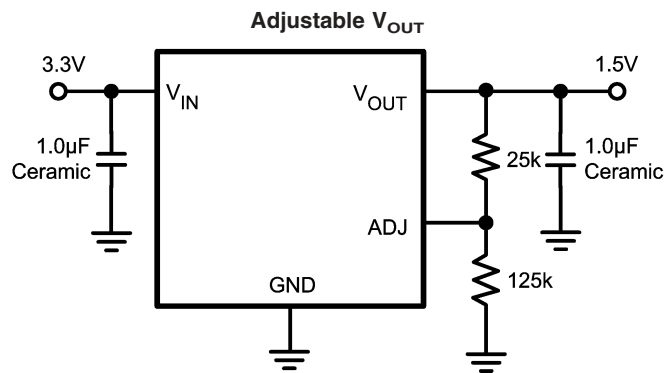 Adjustable VOUT
3.3V
1.5V
VIN
VOUT
1.0µF
Ceramic
25k
1.0µF
Ceramic
ADJ
GND
125k